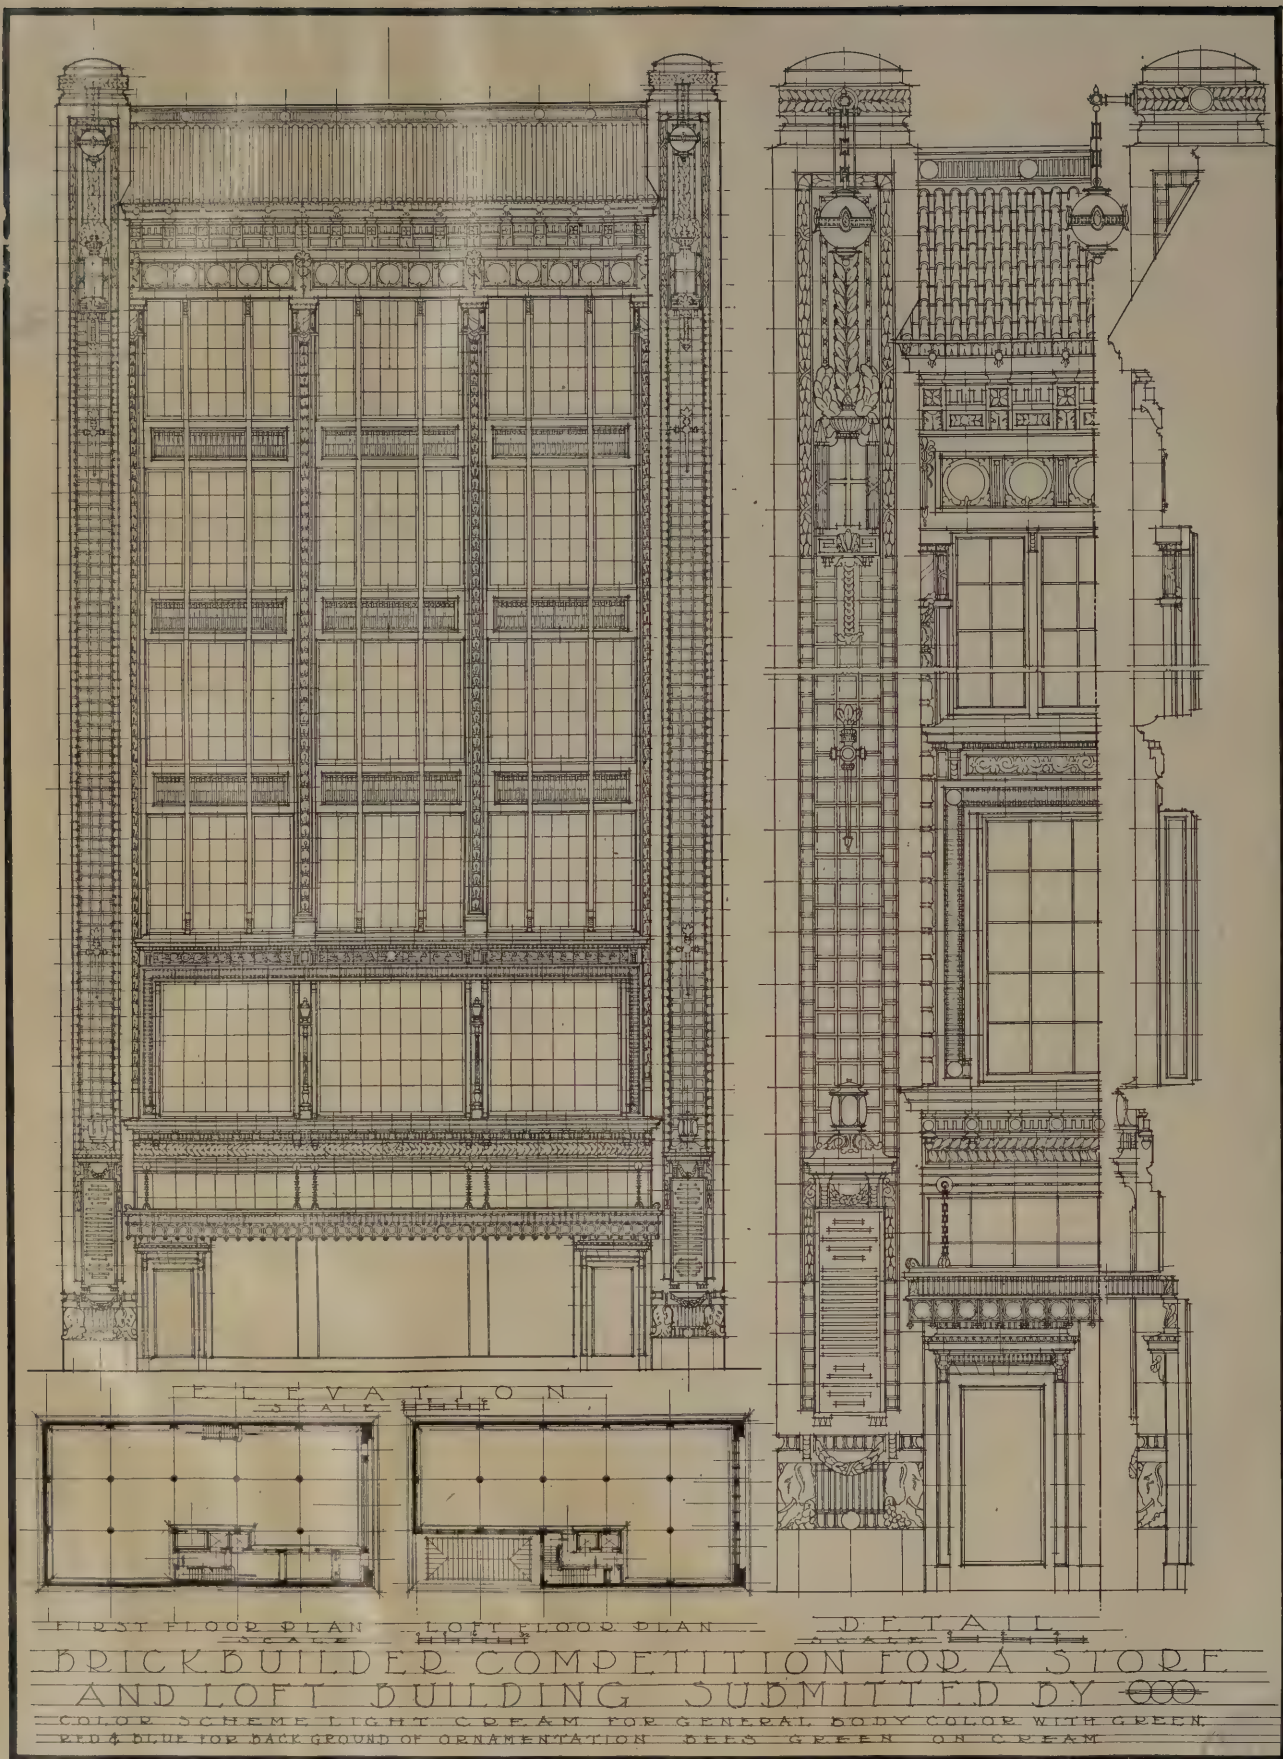 ELEVATION
SCALE
FIRST FLOOR PLAN
SCALE
LOFT FLOOR PLAN
DETAIL
SCALE
BRICKBUILDER COMPETITION FOR A STORE
AND LOFT BUILDING SUBMITTED BY
COLOR SCHEME LIGHT CREAM FOR GENERAL BODY COLOR WITH GREEN,
RED & BLUE FOR BACK GROUND OF ORNAMENTATION BEES GREEN ON CREAM